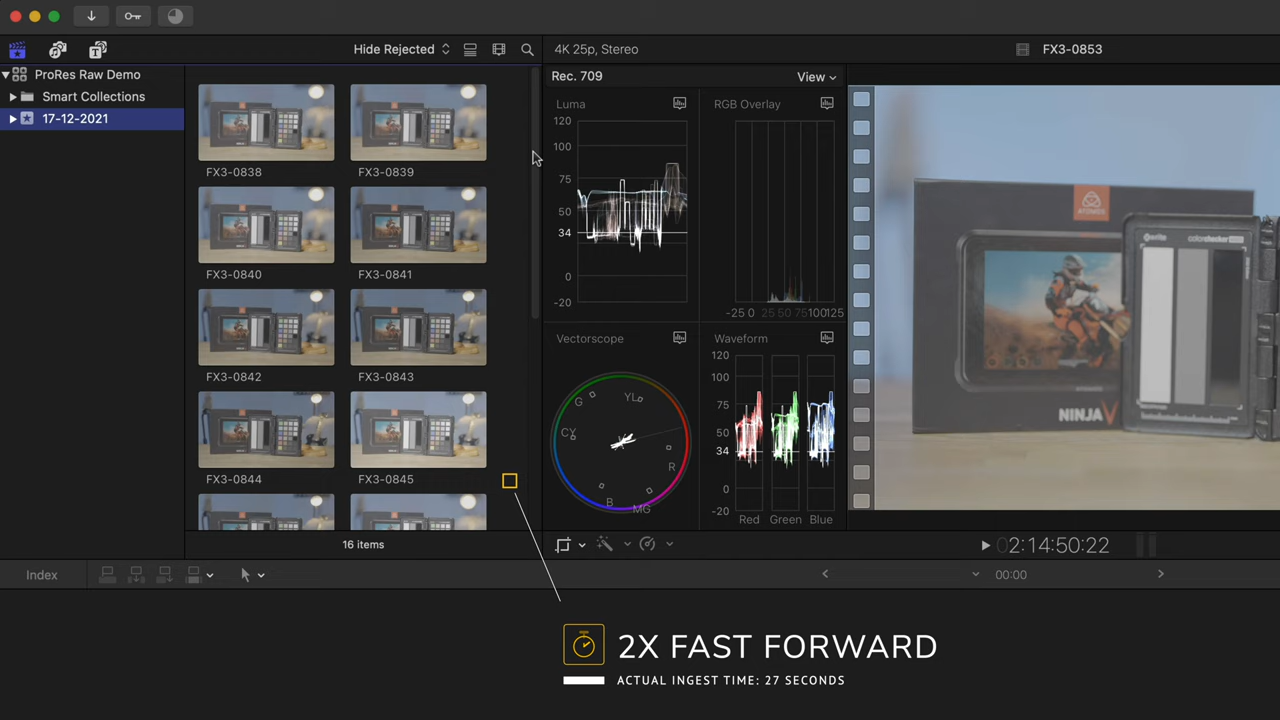 Hide Rejected
4K 25p, Stereo
FX3-0853
ProRes Raw Demo
Smart Collections
17-12-2021
FX3-0838
FX3-0839
FX3-0840
FX3-0841
FX3-0842
FX3-0843
FX3-0844
FX3-0845
16 items
Rec. 709
View
Luma
120
100
75
50
34
0
-20
RGB Overlay
-25 0 25 50 75 100 125
Vectorscope
G
YL
CY
R
B
MG
Waveform
120
100
75
50
34
0
-20
Red
Green
Blue
ATOMOS
colorchecker
ATOMOS
NINJA V
02:14:50:22
Index
00:00
2X FAST FORWARD
ACTUAL INGEST TIME: 27 SECONDS